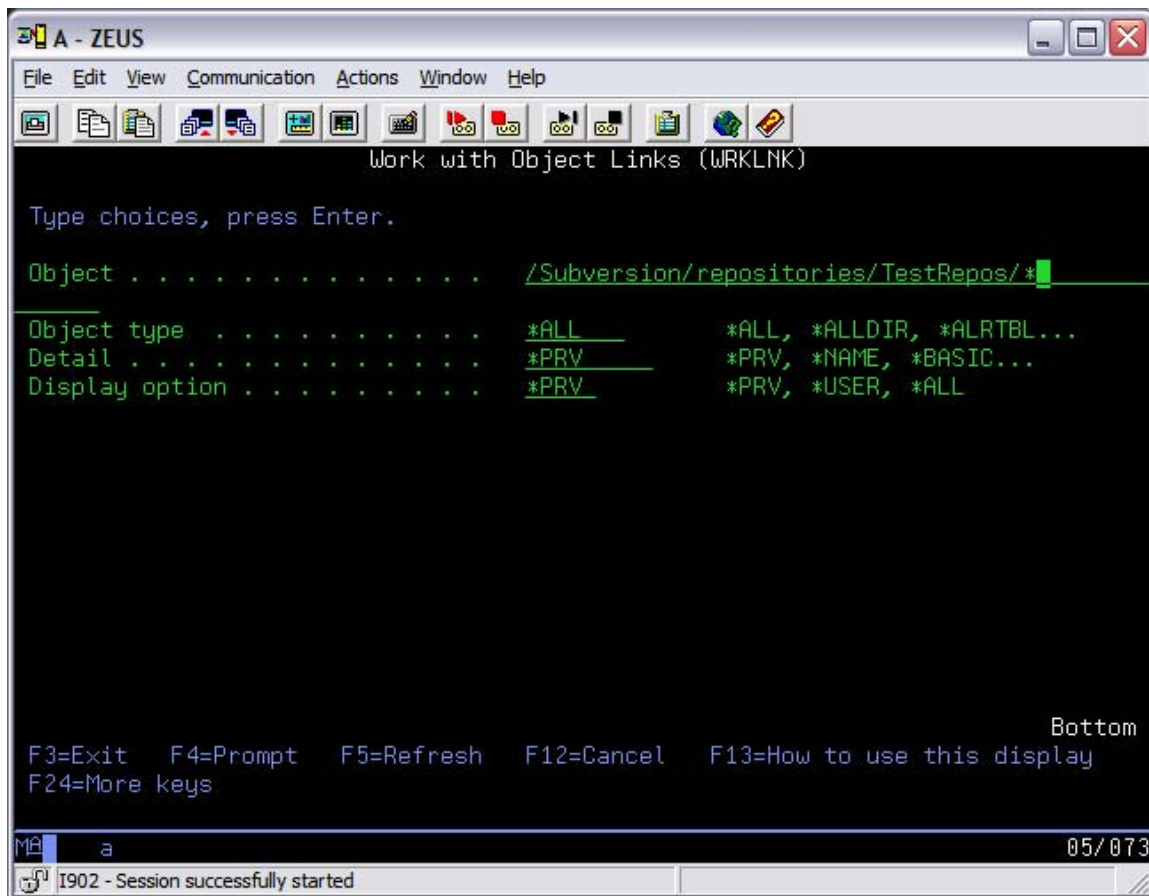 A - ZEUS
File Edit View Communication Actions Window Help
Work with Object Links (WRKLNK)
Type choices, press Enter.
Object . . . . . . . . . . . . . . /Subversion/repositories/TestRepos/*
Object type . . . . . . . . . . . *ALL *ALL, *ALLDIR, *ALRTBL...
Detail . . . . . . . . . . . . . . *PRV *PRV, *NAME, *BASIC...
Display option . . . . . . . . . . *PRV *PRV, *USER, *ALL
Bottom
F3=Exit F4=Prompt F5=Refresh F12=Cancel F13=How to use this display
F24=More keys
MA a 05/073
I902 - Session successfully started